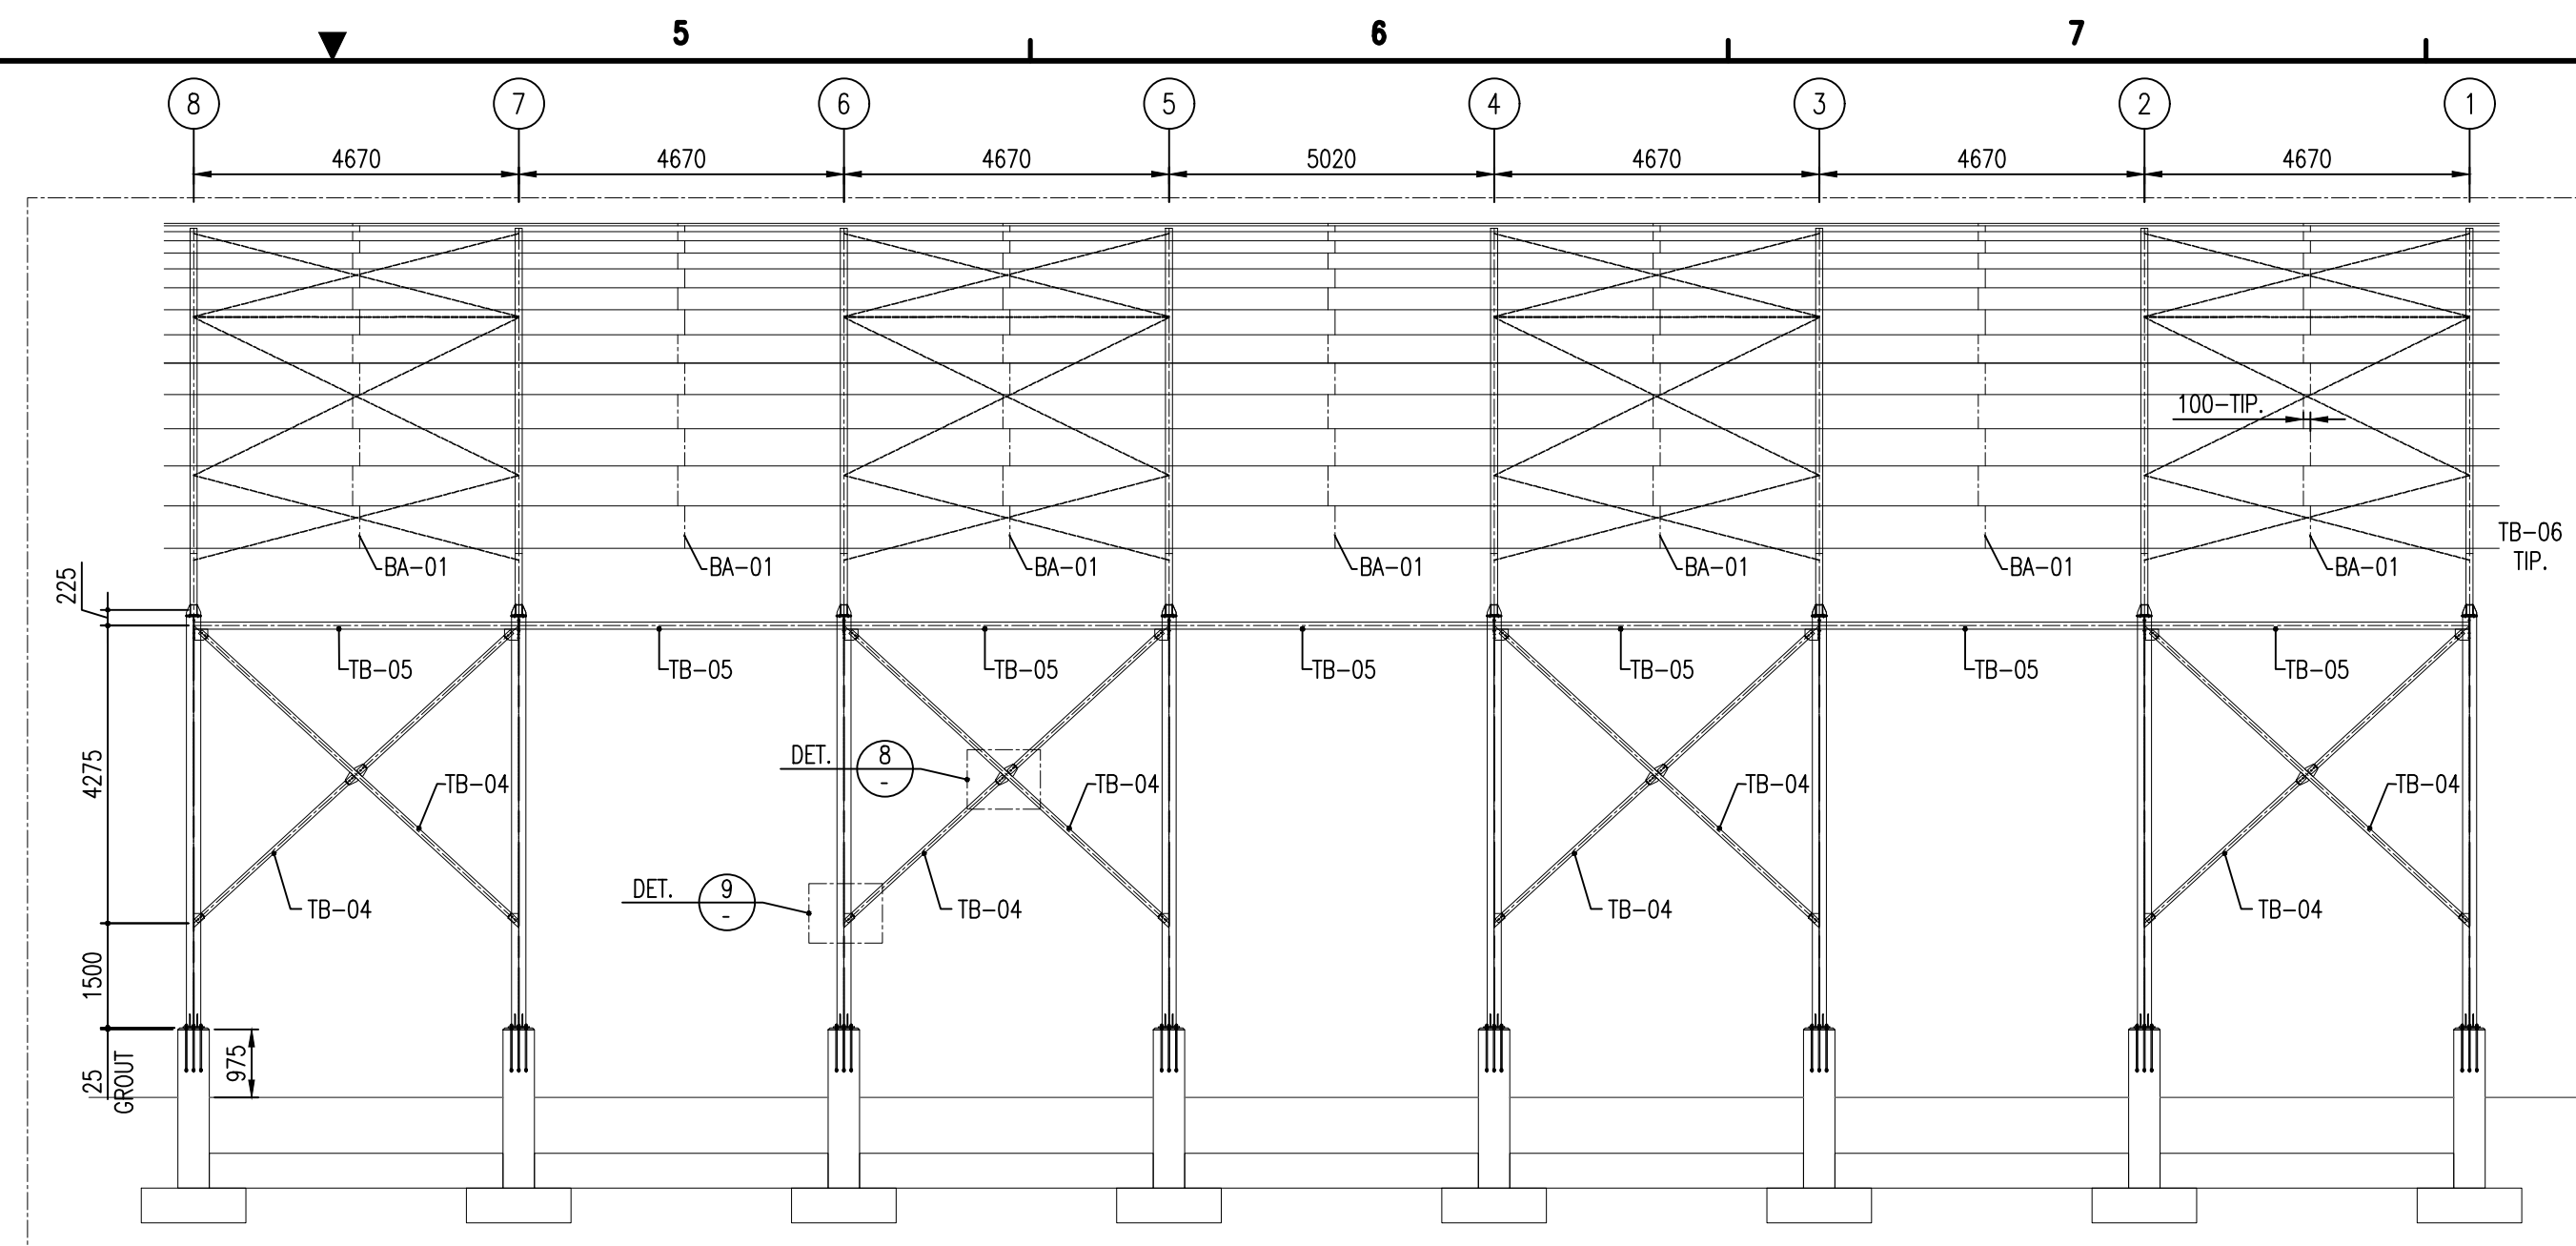 5 6 7
8 7 6 5 4 3 2 1
4670 4670 4670 5020 4670 4670 4670
100-TIP.
TB-06
TIP.
BA-01 BA-01 BA-01 BA-01 BA-01 BA-01 BA-01
225
TB-05 TB-05 TB-05 TB-05 TB-05 TB-05 TB-05
DET. 8
-
4275
TB-04 TB-04 TB-04 TB-04
DET. 9
-
TB-04 TB-04 TB-04 TB-04
1500
975
25
GROUT